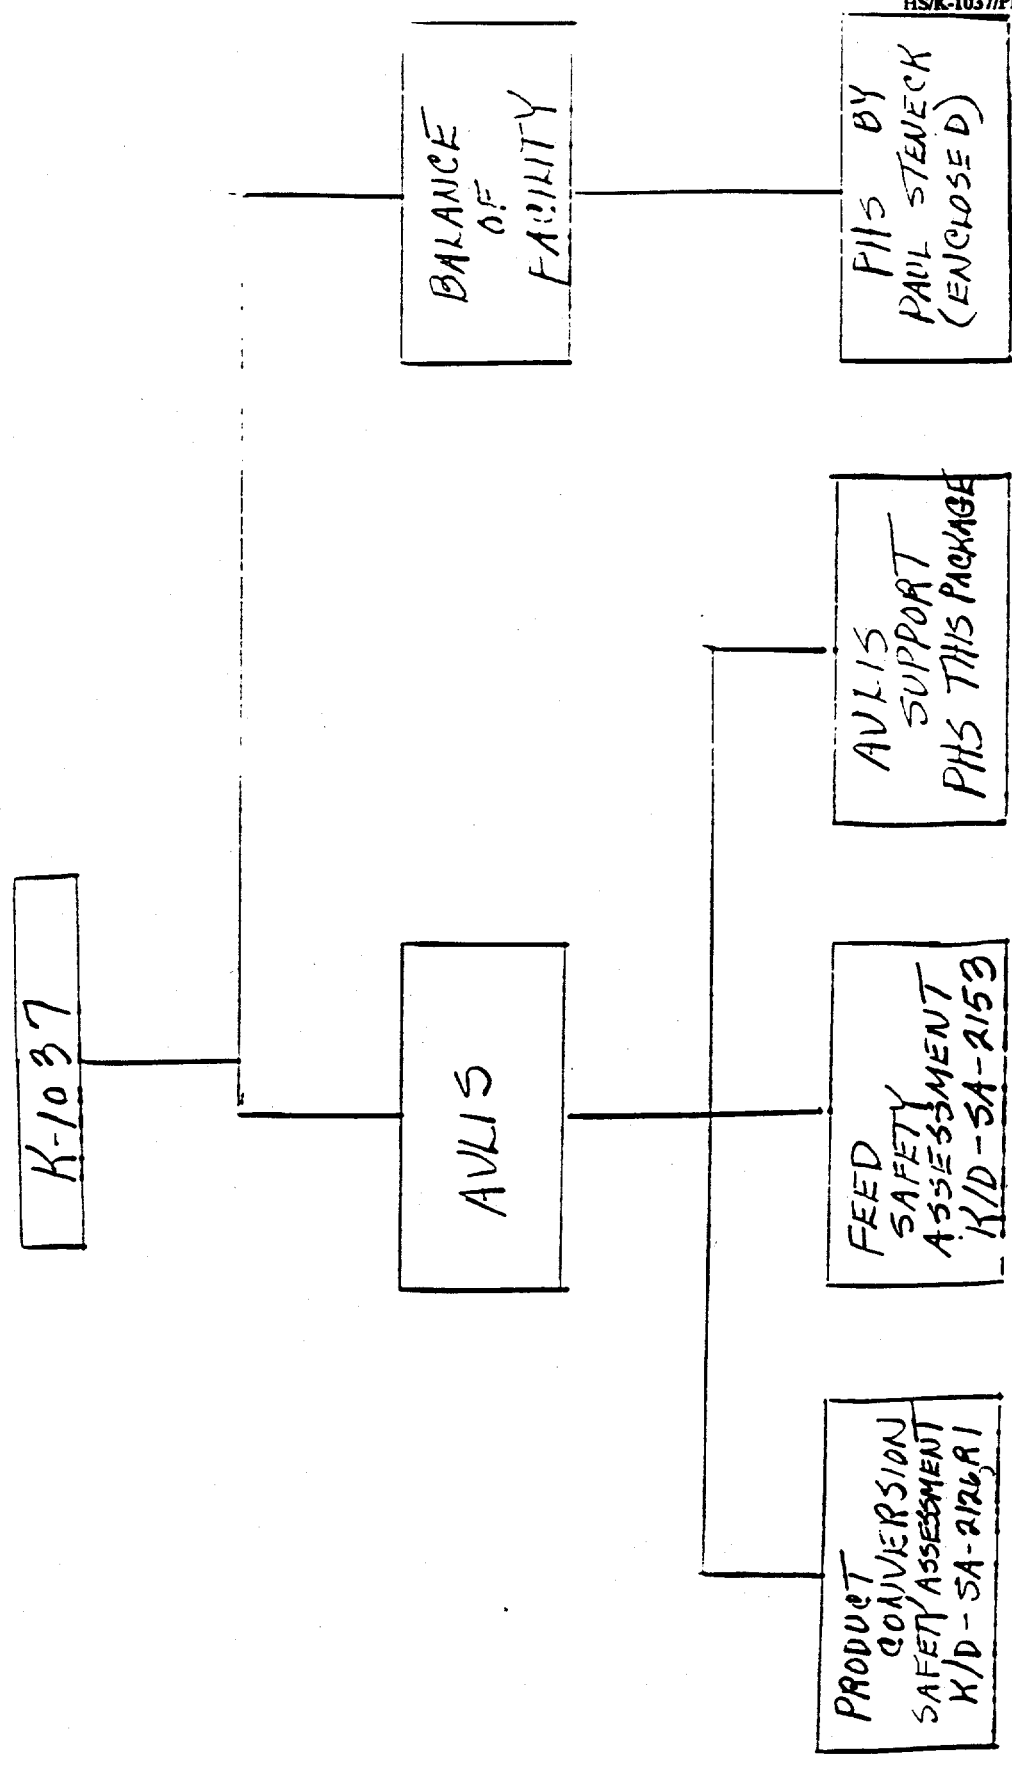 HS/K-1037/P
K-1037
AVLIS
BALANCE
OF
FACILITY
PRODUCT
CONVERSION
SAFETY ASSESSMENT
K/D-SA-2126,R1
FEED
SAFETY
ASSESSMENT
K/D-SA-2153
AVLIS
SUPPORT
PHS THIS PACKAGE
PHS BY
PAUL STENECK
(ENCLOSED)